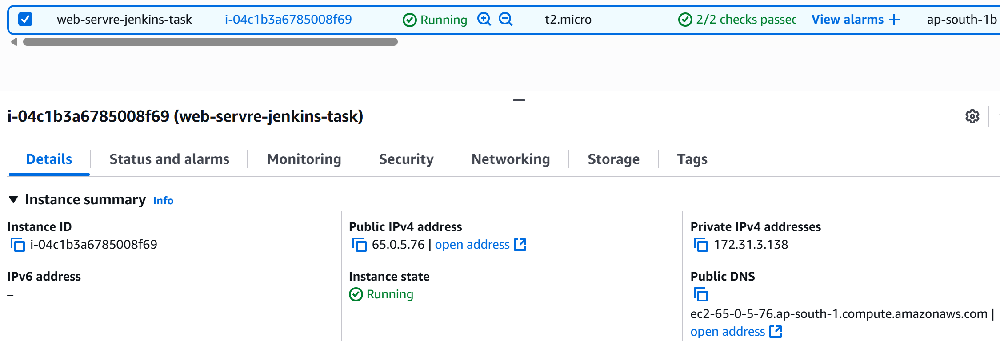 web-servre-jenkins-task i-04c1b3a6785008f69 Running t2.micro 2/2 checks passec View alarms + ap-south-1b
i-04c1b3a6785008f69 (web-servre-jenkins-task)
Details Status and alarms Monitoring Security Networking Storage Tags
Instance summary Info
Instance ID Public IPv4 address Private IPv4 addresses
i-04c1b3a6785008f69 65.0.5.76 | open address 172.31.3.138
IPv6 address Instance state Public DNS
– Running
ec2-65-0-5-76.ap-south-1.compute.amazonaws.com |
open address